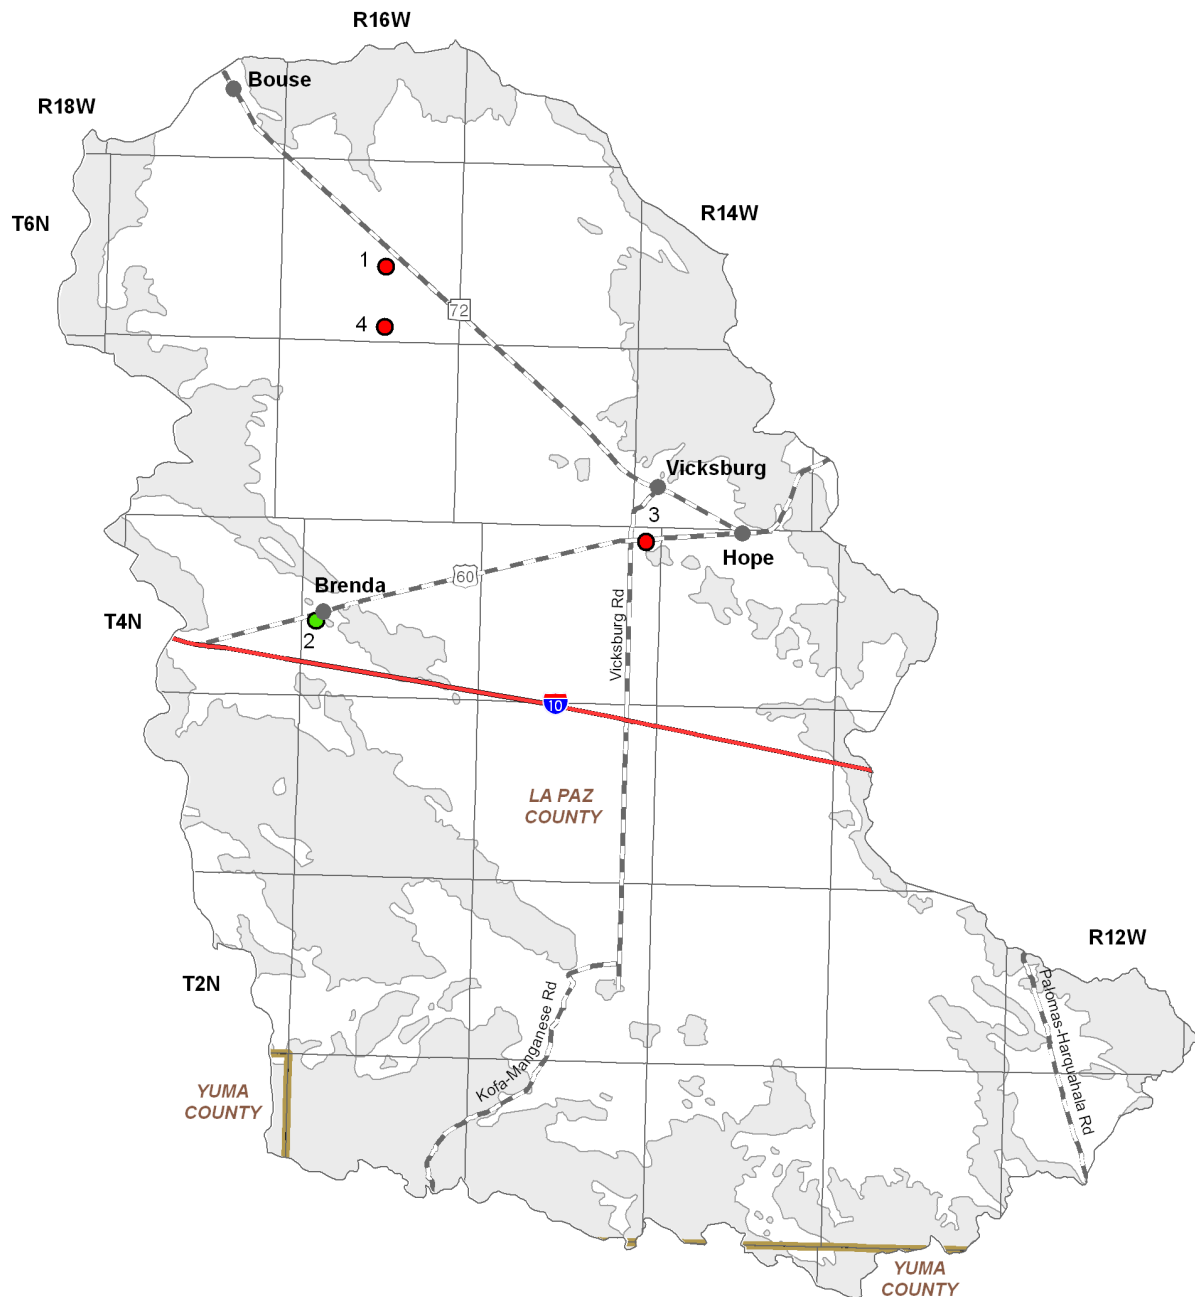 R16W
Bouse
R18W
R14W
T6N
1
72
4
Vicksburg
3
Hope
60
Brenda
T4N
2
Vicksburg Rd
10
LA PAZ
COUNTY
R12W
T2N
Palomas-Harquahala Rd
Kofa-Manganese Rd
YUMA
COUNTY
YUMA
COUNTY